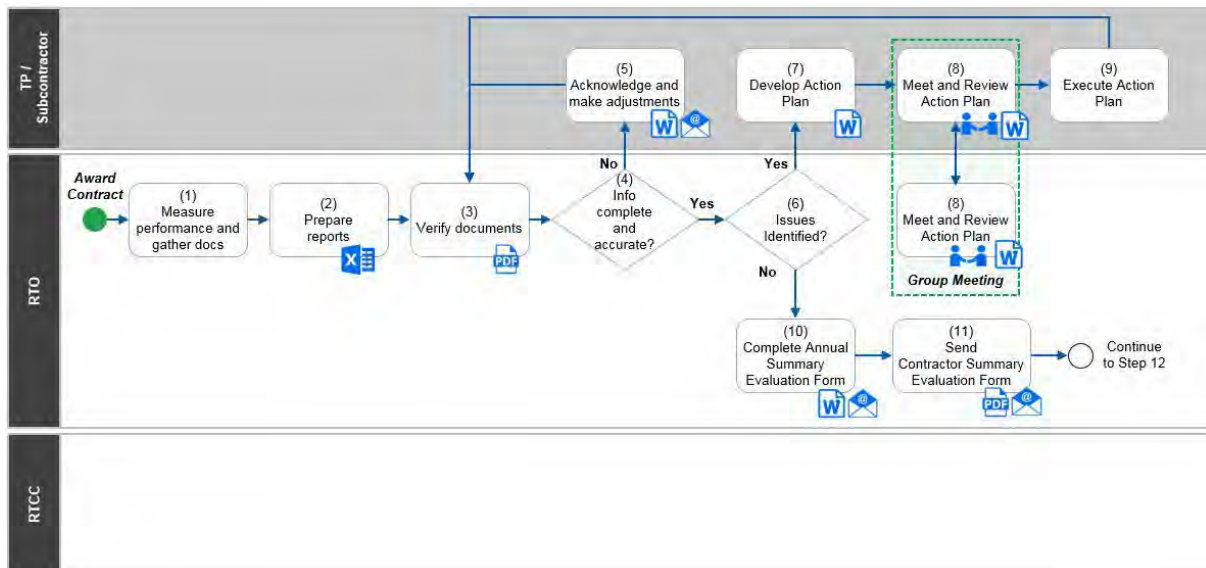 TP /
Subcontractor
(5)
Acknowledge and
make adjustments
W
@
(7)
Develop Action
Plan
W
(8)
Meet and Review
Action Plan
W
(9)
Execute Action
Plan
RTO
Award
Contract
(1)
Measure
performance and
gather docs
(2)
Prepare
reports
X
(3)
Verify documents
PDF
No
(4)
Info
complete
and
accurate?
Yes
Yes
(6)
Issues
Identified?
No
(8)
Meet and Review
Action Plan
W
Group Meeting
(10)
Complete Annual
Summary
Evaluation Form
W
@
(11)
Send
Contractor Summary
Evaluation Form
PDF
@
Continue
to Step 12
RTCC